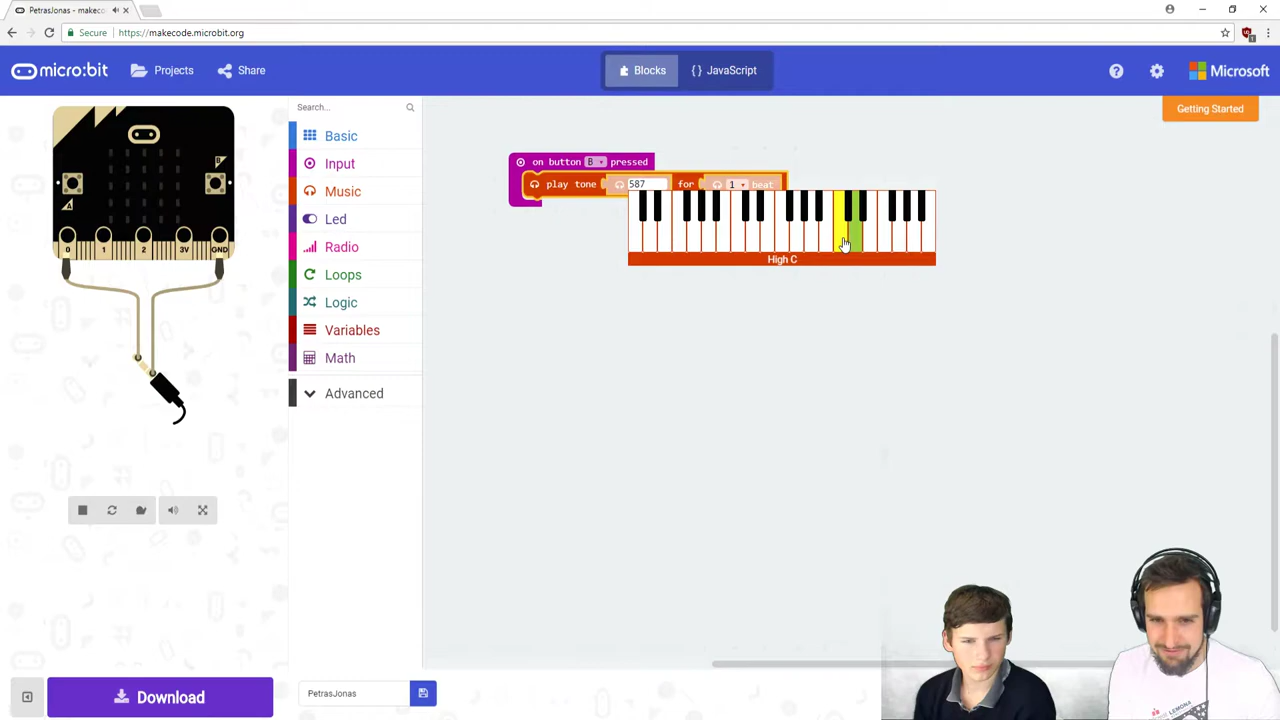 PetrasJonas - makeco
Secure https://makecode.microbit.org
micro:bit Projects Share Blocks {} JavaScript Microsoft
Getting Started
Search...
Basic
Input
Music
Led
Radio
Loops
Logic
Variables
Math
Advanced
B
A
0 1 2 3V GND
on button B pressed
play tone 587 for 1 beat
High C
Download
PetrasJonas
LEMONA